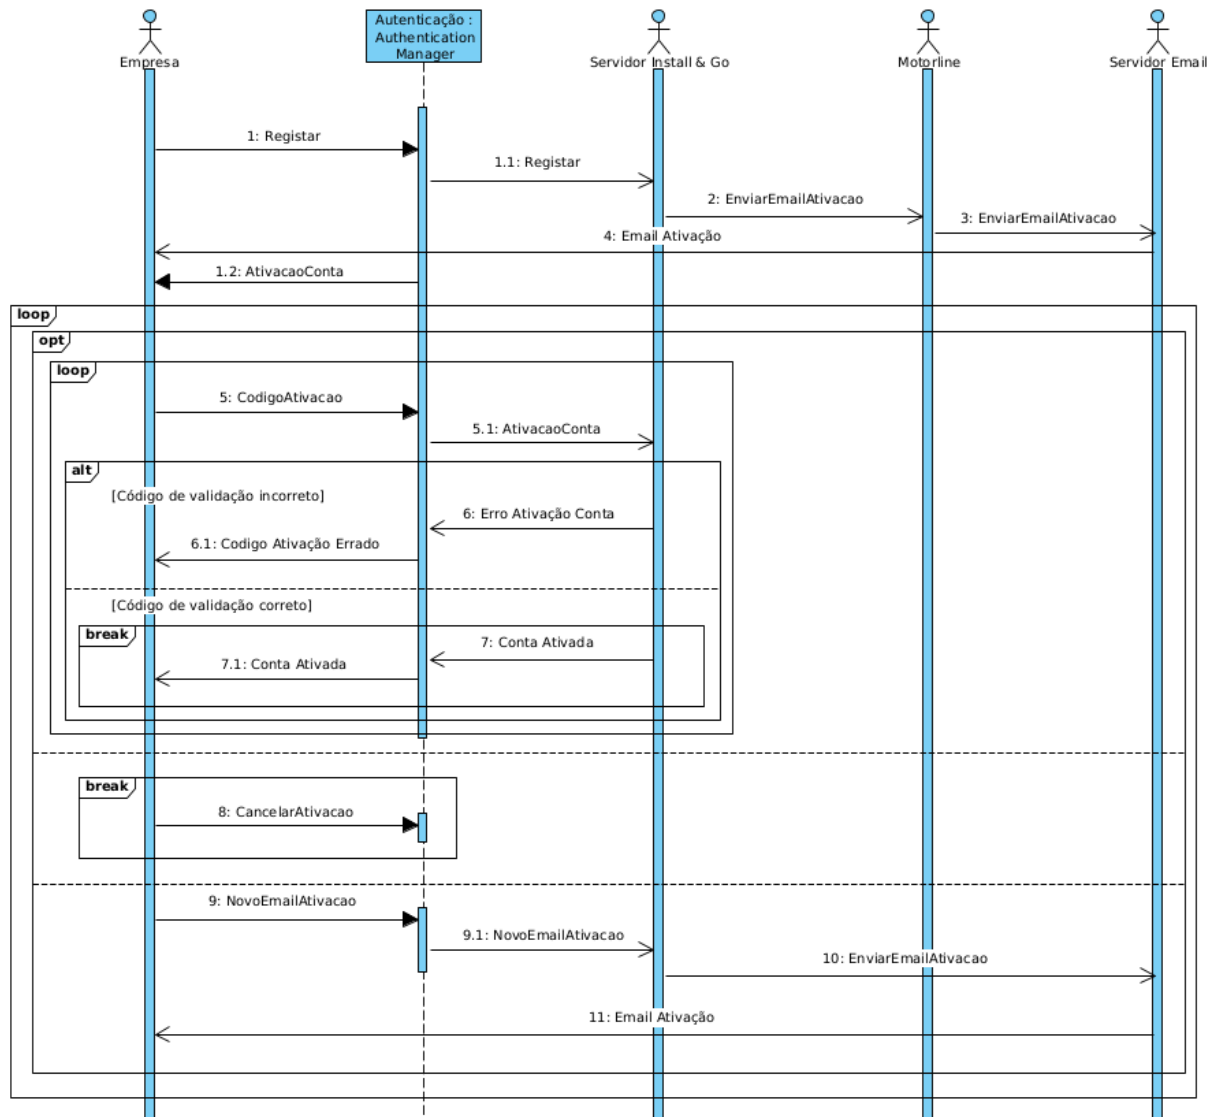 Empresa
Autenticação :
Authentication
Manager
Servidor Install & Go
Motorline
Servidor Email
1: Registar
1.1: Registar
2: EnviarEmailAtivacao
3: EnviarEmailAtivacao
4: Email Ativação
1.2: AtivacaoConta
loop
opt
loop
5: CodigoAtivacao
5.1: AtivacaoConta
alt
[Código de validação incorreto]
6: Erro Ativação Conta
6.1: Codigo Ativação Errado
[Código de validação correto]
break
7: Conta Ativada
7.1: Conta Ativada
break
8: CancelarAtivacao
9: NovoEmailAtivacao
9.1: NovoEmailAtivacao
10: EnviarEmailAtivacao
11: Email Ativação